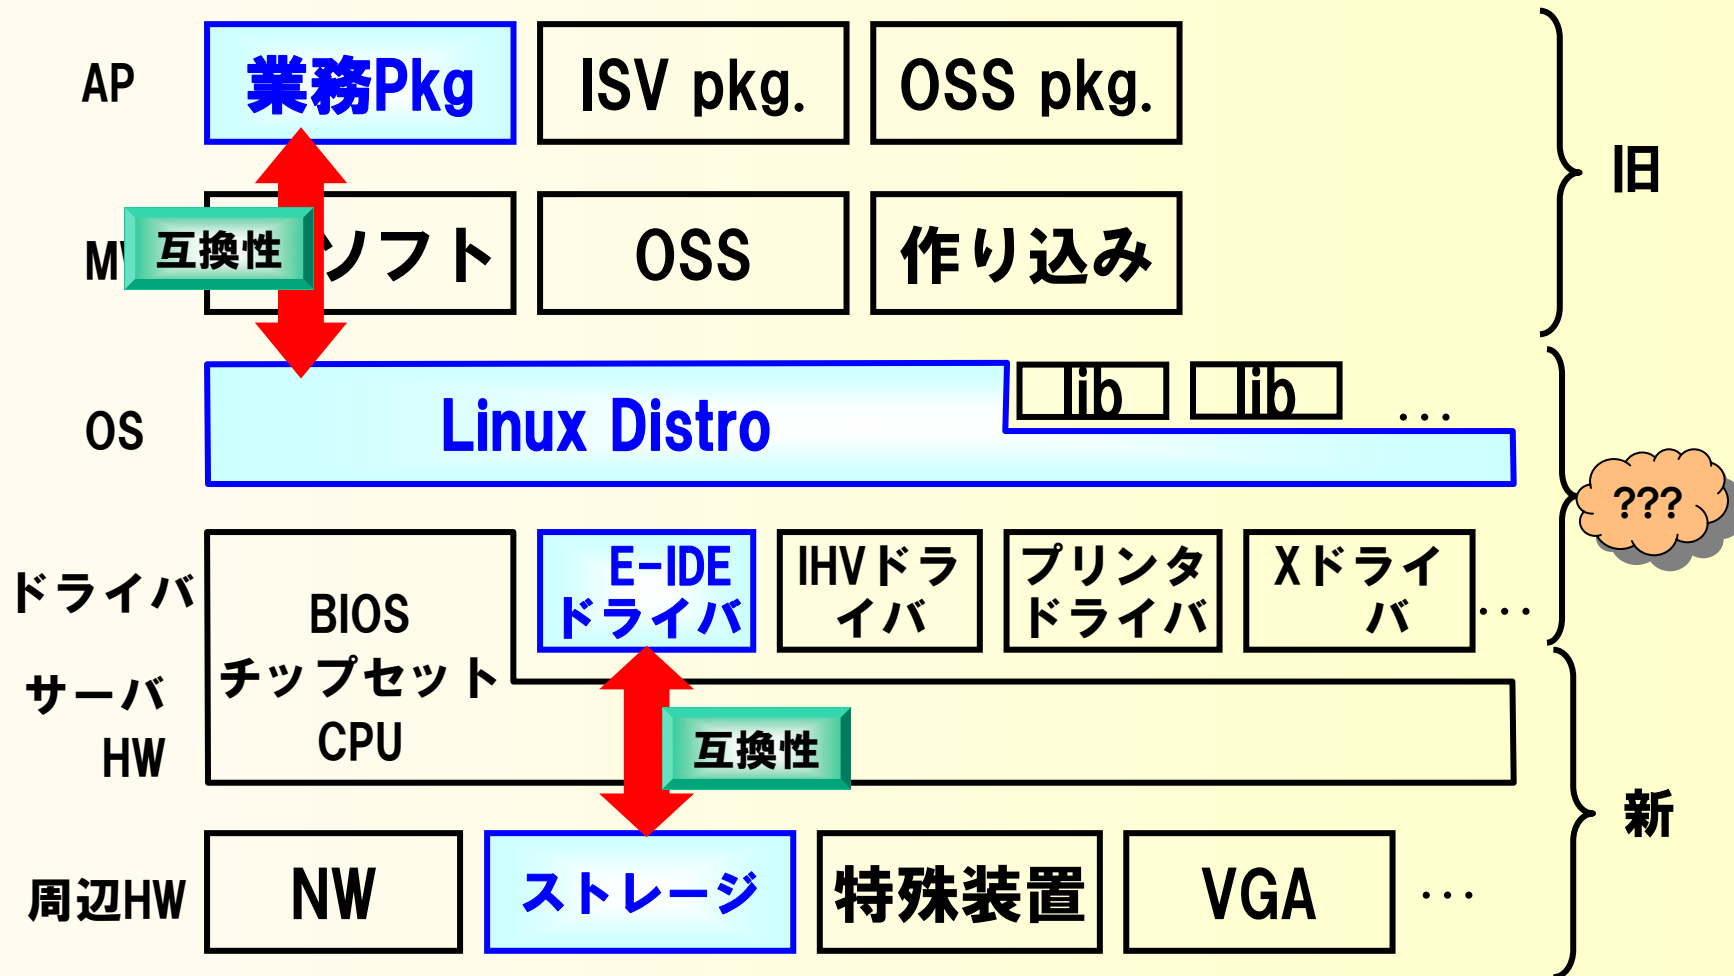 AP
業務Pkg
ISV pkg.
OSS pkg.
旧
互換性
ソフト
OSS
作り込み
OS
Linux Distro
lib
lib
...
???
ドライバ
BIOS
チップセット
CPU
E-IDE
ドライバ
IHVドラ
イバ
プリンタ
ドライバ
Xドライ
バ
...
サーバ
HW
互換性
新
周辺HW
NW
ストレージ
特殊装置
VGA
...